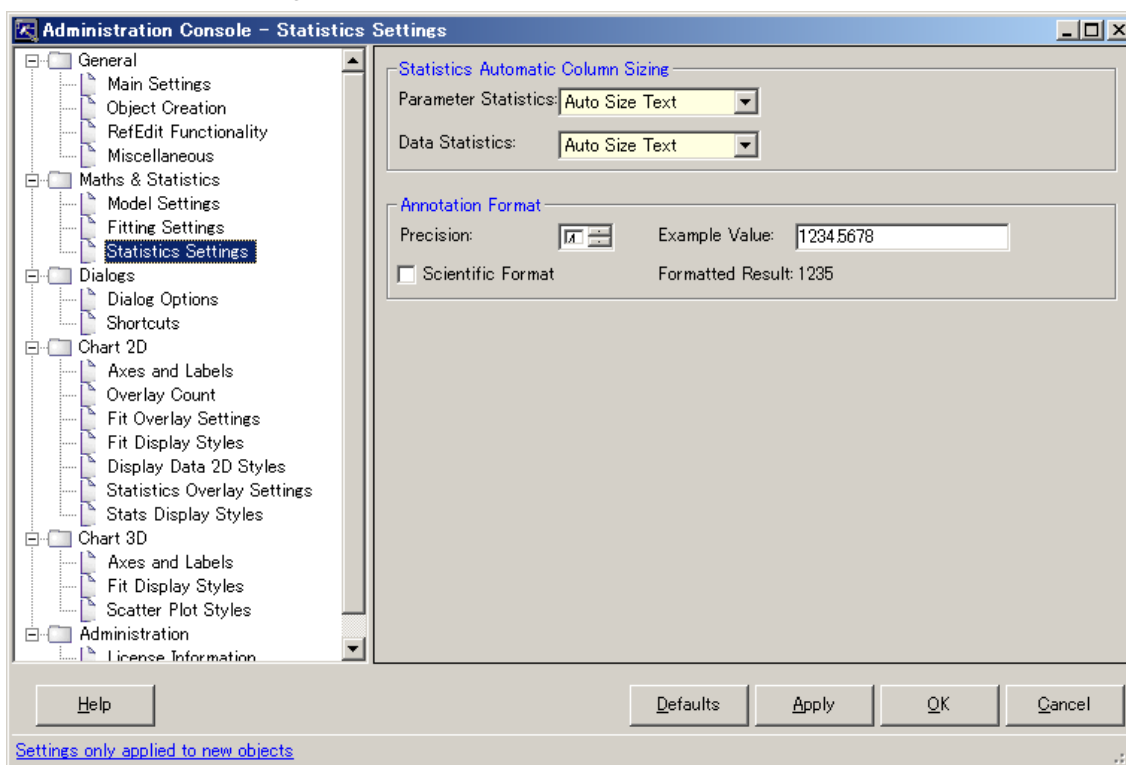 Administration Console - Statistics Settings
General
Main Settings
Object Creation
RefEdit Functionality
Miscellaneous
Maths & Statistics
Model Settings
Fitting Settings
Statistics Settings
Dialogs
Dialog Options
Shortcuts
Chart 2D
Axes and Labels
Overlay Count
Fit Overlay Settings
Fit Display Styles
Display Data 2D Styles
Statistics Overlay Settings
Stats Display Styles
Chart 3D
Axes and Labels
Fit Display Styles
Scatter Plot Styles
Administration
License Information
Statistics Automatic Column Sizing
Parameter Statistics: Auto Size Text
Data Statistics: Auto Size Text
Annotation Format
Precision: Example Value: 1234.5678
Scientific Format Formatted Result: 1235
Help Defaults Apply OK Cancel
Settings only applied to new objects